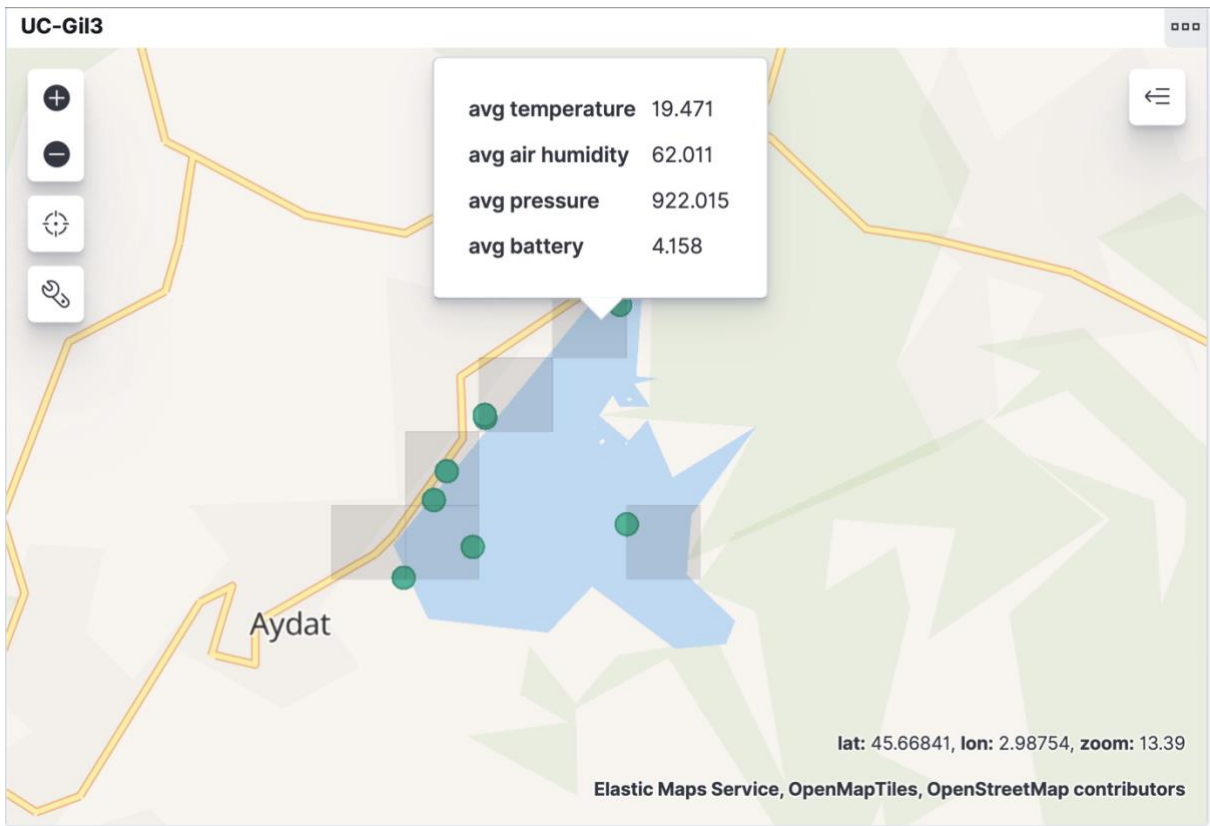 UC-Gil3
avg temperature 19.471
avg air humidity 62.011
avg pressure 922.015
avg battery 4.158
Aydat
lat: 45.66841, lon: 2.98754, zoom: 13.39
Elastic Maps Service, OpenMapTiles, OpenStreetMap contributors